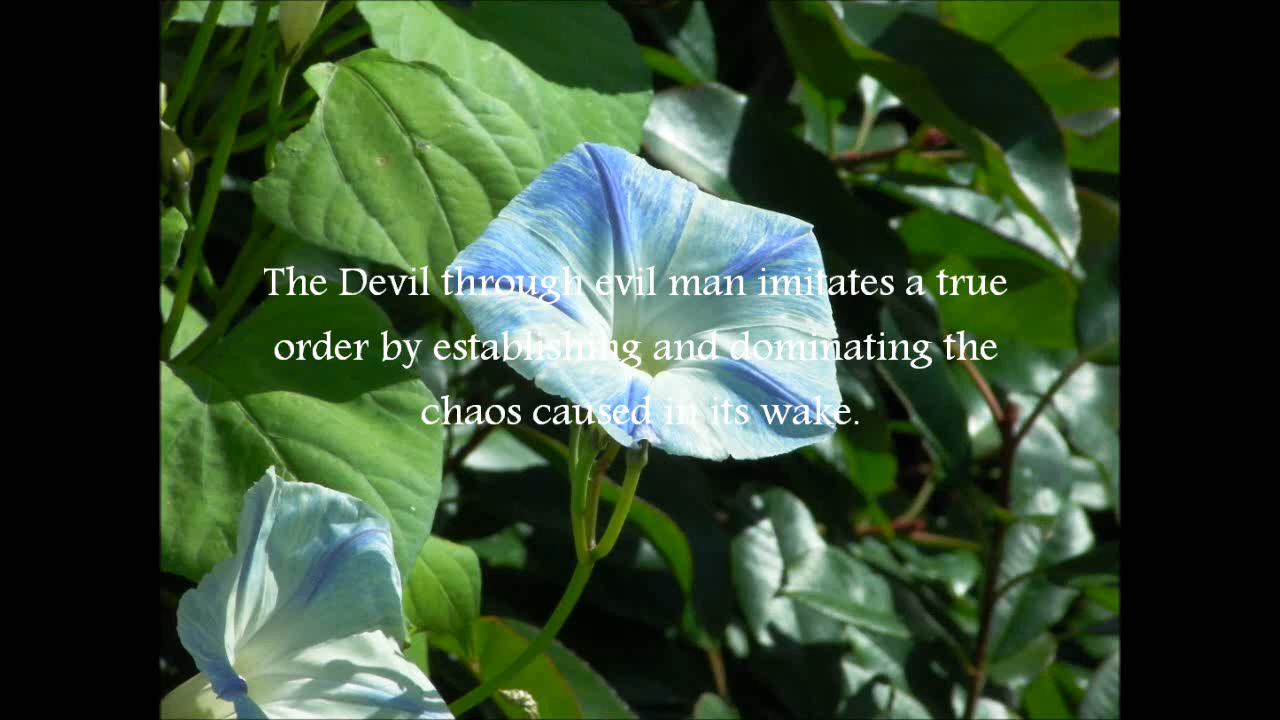 The Devil through evil man imitates a true
order by establishing and dominating the
chaos caused in its wake.